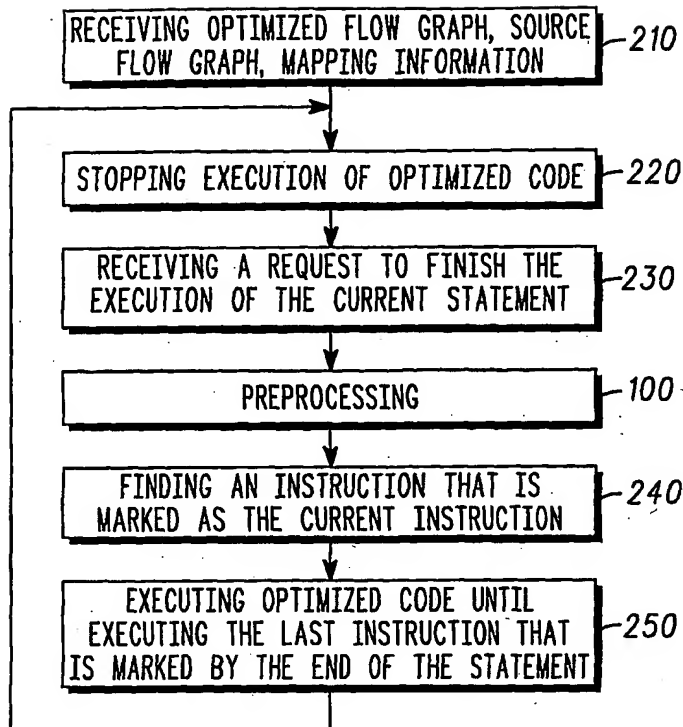 RECEIVING OPTIMIZED FLOW GRAPH, SOURCE
FLOW GRAPH, MAPPING INFORMATION
210
STOPPING EXECUTION OF OPTIMIZED CODE
220
RECEIVING A REQUEST TO FINISH THE
EXECUTION OF THE CURRENT STATEMENT
230
PREPROCESSING
100
FINDING AN INSTRUCTION THAT IS
MARKED AS THE CURRENT INSTRUCTION
240
EXECUTING OPTIMIZED CODE UNTIL
EXECUTING THE LAST INSTRUCTION THAT
IS MARKED BY THE END OF THE STATEMENT
250